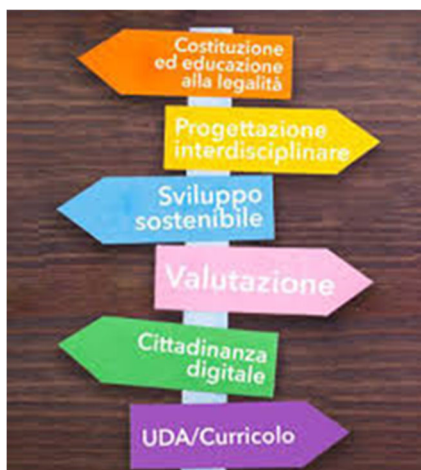 Costituzione
ed educazione
alla legalità
Progettazione
interdisciplinare
Sviluppo
sostenibile
Valutazione
Cittadinanza
digitale
UDA/Curricolo